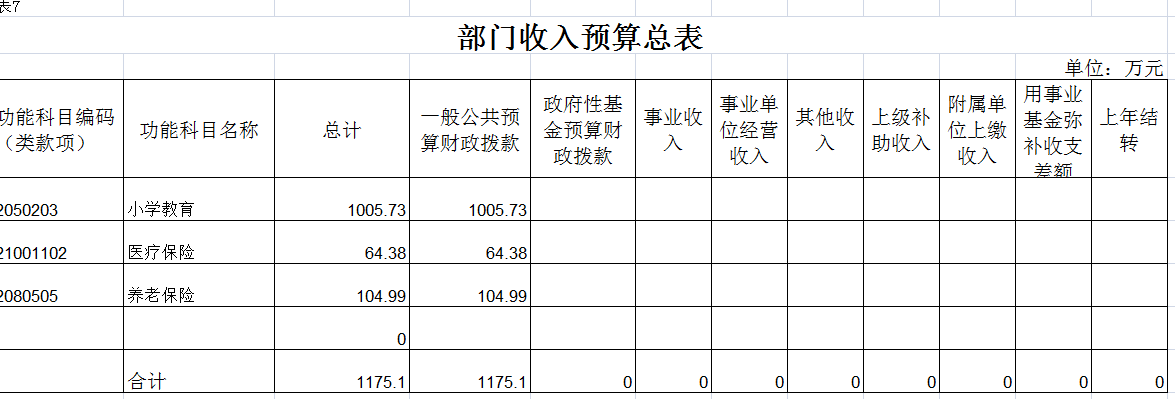 表7
部门收入预算总表
单位：万元
功能科目编码（类款项） 功能科目名称 总计 一般公共预算财政拨款 政府性基金预算财政拨款 事业收入 事业单位经营收入 其他收入 上级补助收入 附属单位上缴收入 用事业基金弥补收支差额 上年结转
2050203 小学教育 1005.73 1005.73
21001102 医疗保险 64.38 64.38
2080505 养老保险 104.99 104.99
0
合计 1175.1 1175.1 0 0 0 0 0 0 0 0